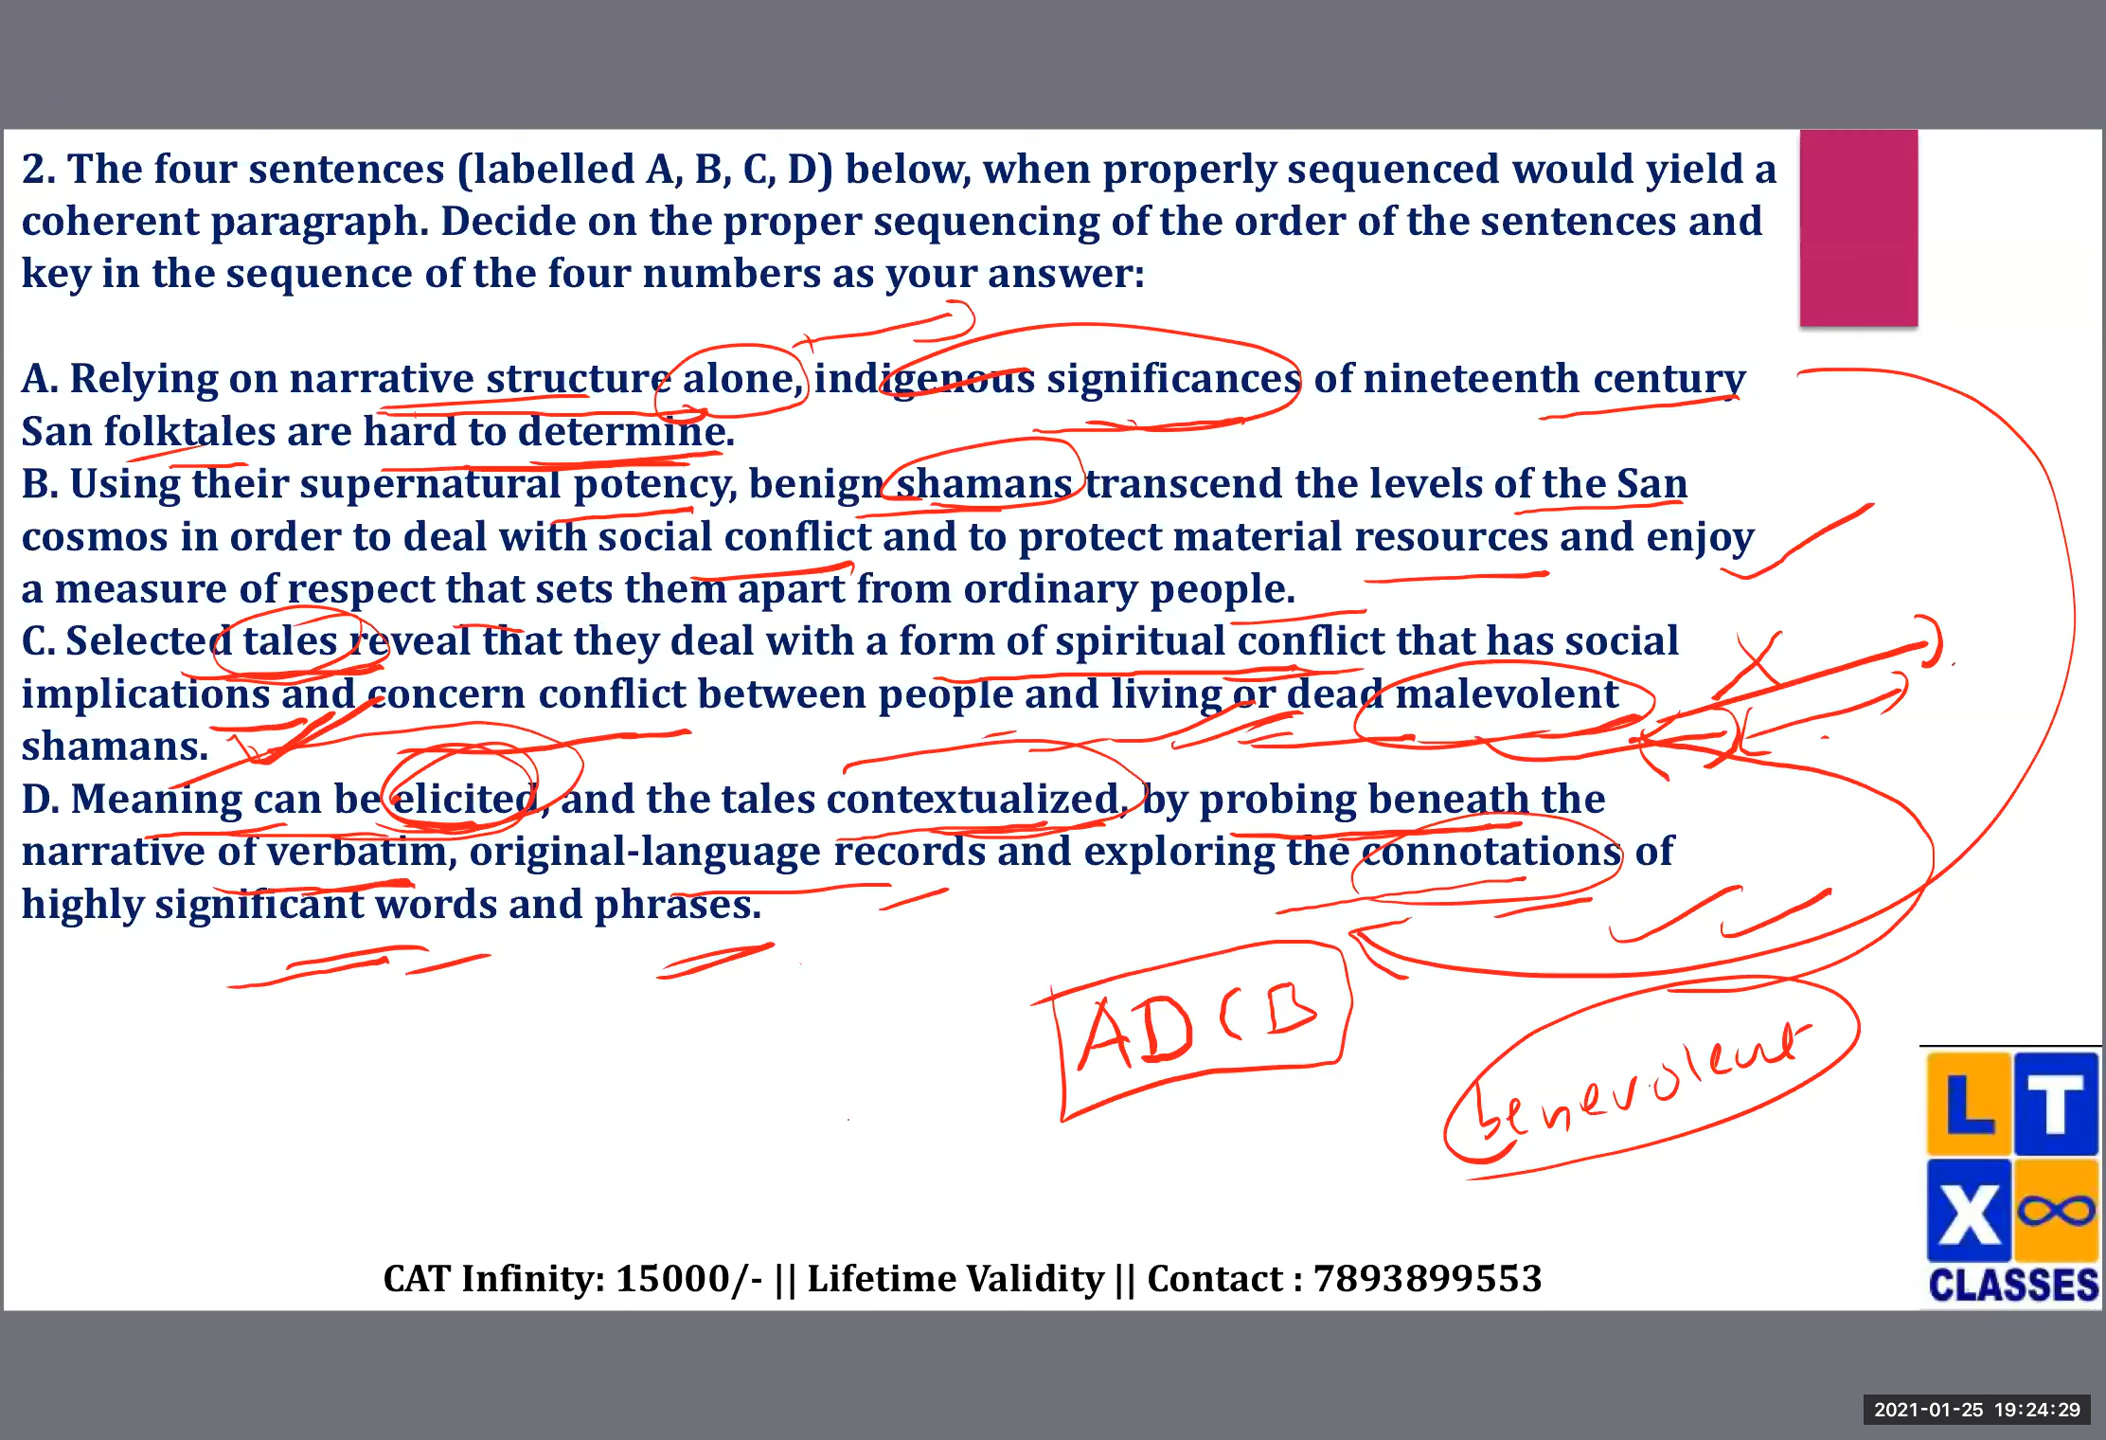 2. The four sentences (labelled A, B, C, D) below, when properly sequenced would yield a
coherent paragraph. Decide on the proper sequencing of the order of the sentences and
key in the sequence of the four numbers as your answer:
A. Relying on narrative structure alone, indigenous significances of nineteenth century
San folktales are hard to determine.
B. Using their supernatural potency, benign shamans transcend the levels of the San
cosmos in order to deal with social conflict and to protect material resources and enjoy
a measure of respect that sets them apart from ordinary people.
C. Selected tales reveal that they deal with a form of spiritual conflict that has social
implications and concern conflict between people and living or dead malevolent
shamans.
D. Meaning can be elicited, and the tales contextualized, by probing beneath the
narrative of verbatim, original-language records and exploring the connotations of
highly significant words and phrases.
ADCB
benevolent
LT
X∞
CLASSES
CAT Infinity: 15000/- || Lifetime Validity || Contact : 7893899553
2021-01-25 19:24:29